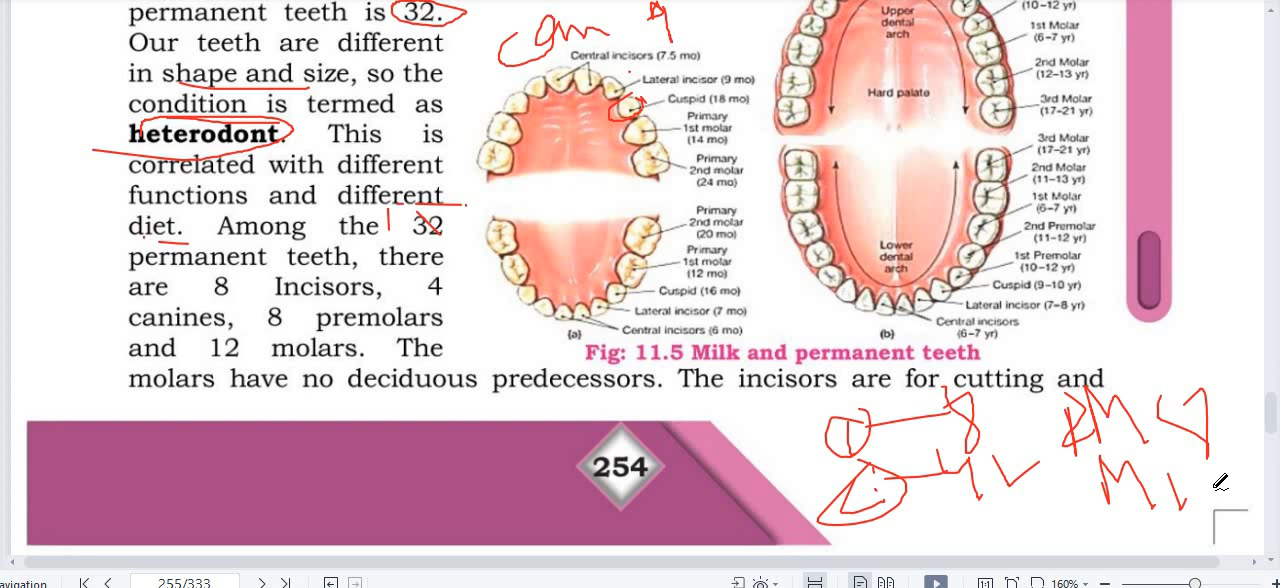 permanent teeth is 32.
Our teeth are different
in shape and size, so the
condition is termed as
heterodont. This is
correlated with different
functions and different
diet. Among the 32
permanent teeth, there
are 8 Incisors, 4
canines, 8 premolars
and 12 molars. The
molars have no deciduous predecessors. The incisors are for cutting and
Central incisors (7.5 mo)
Lateral incisor (9 mo)
Cuspid (18 mo)
Primary
1st molar
(14 mo)
Primary
2nd molar
(24 mo)
Primary
2nd molar
(20 mo)
Primary
1st molar
(12 mo)
Cuspid (16 mo)
Lateral incisor (7 mo)
Central incisors (6 mo)
(a)
Upper
dental
arch
Hard palate
Lower
dental
arch
(10–12 yr)
1st Molar
(6–7 yr)
2nd Molar
(12–13 yr)
3rd Molar
(17–21 yr)
3rd Molar
(17–21 yr)
2nd Molar
(11–13 yr)
1st Molar
(6–7 yr)
2nd Premolar
(11–12 yr)
1st Premolar
(10–12 yr)
Cuspid (9–10 yr)
Lateral incisor (7–8 yr)
Central incisors
(6–7 yr)
(b)
Fig: 11.5 Milk and permanent teeth
254
avigation
255/333
1:1
160%